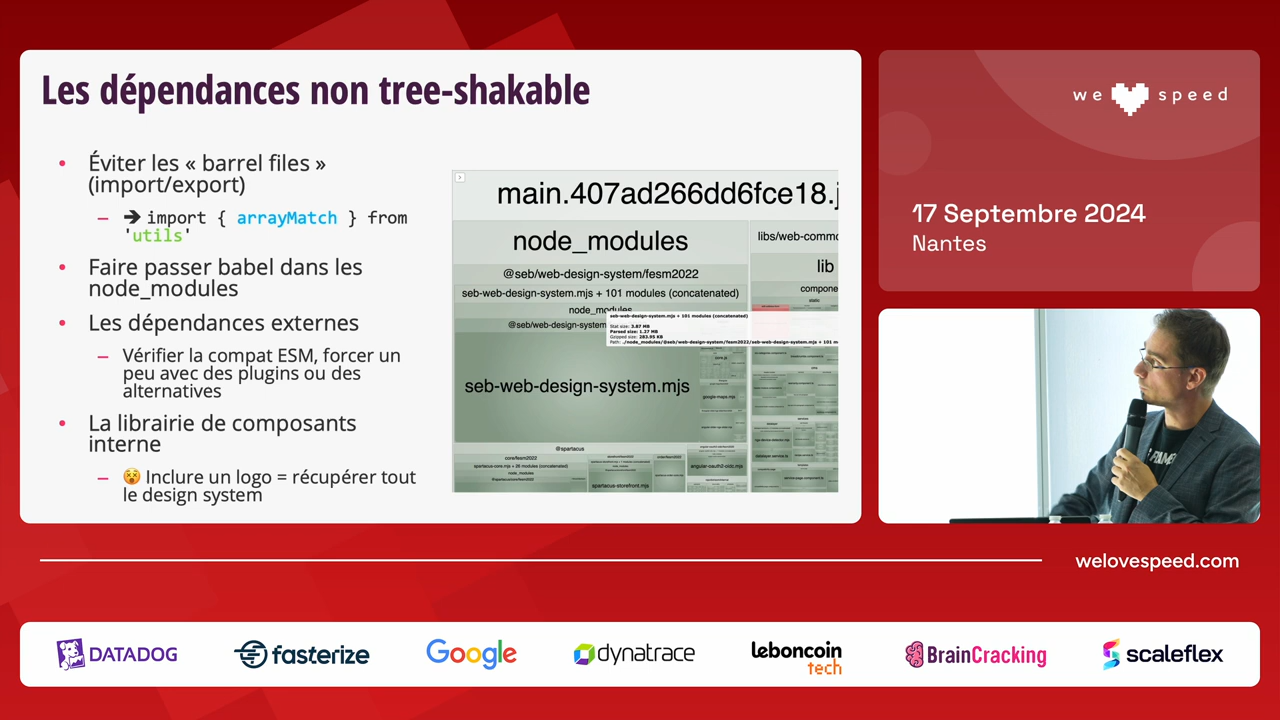 Les dépendances non tree-shakable
• Éviter les « barrel files »
(import/export)
– ➔ import { arrayMatch } from
'utils'
• Faire passer babel dans les
node_modules
• Les dépendances externes
– Vérifier la compat ESM, forcer un
peu avec des plugins ou des
alternatives
• La librairie de composants
interne
– 😵 Inclure un logo = récupérer tout
le design system
main.407ad266dd6fce18.j
node_modules
@seb/web-design-system/fesm2022
seb-web-design-system.mjs + 101 modules (concatenated)
node_modules
@seb/web-design-system
seb-web-design-system.mjs
libs/web-commo
lib
compone
static
seb-web-design-system.mjs + 101 modules (concatenated)
Stat size: 3.87 MB
Parsed size: 1.27 MB
Gzipped size: 283.95 KB
Path: ./node_modules/@seb/web-design-system/fesm2022/seb-web-design-system.mjs + 101 m
core.js
google-maps.mjs
@spartacus
core/fesm2022
spartacus-core.mjs + 26 modules (concatenated)
node_modules
spartacus-storefront.mjs
angular-oauth2-oidc.mjs
we speed
17 Septembre 2024
Nantes
welovespeed.com
DATADOG
fasterize
Google
dynatrace
leboncoin
tech
BrainCracking
scaleflex